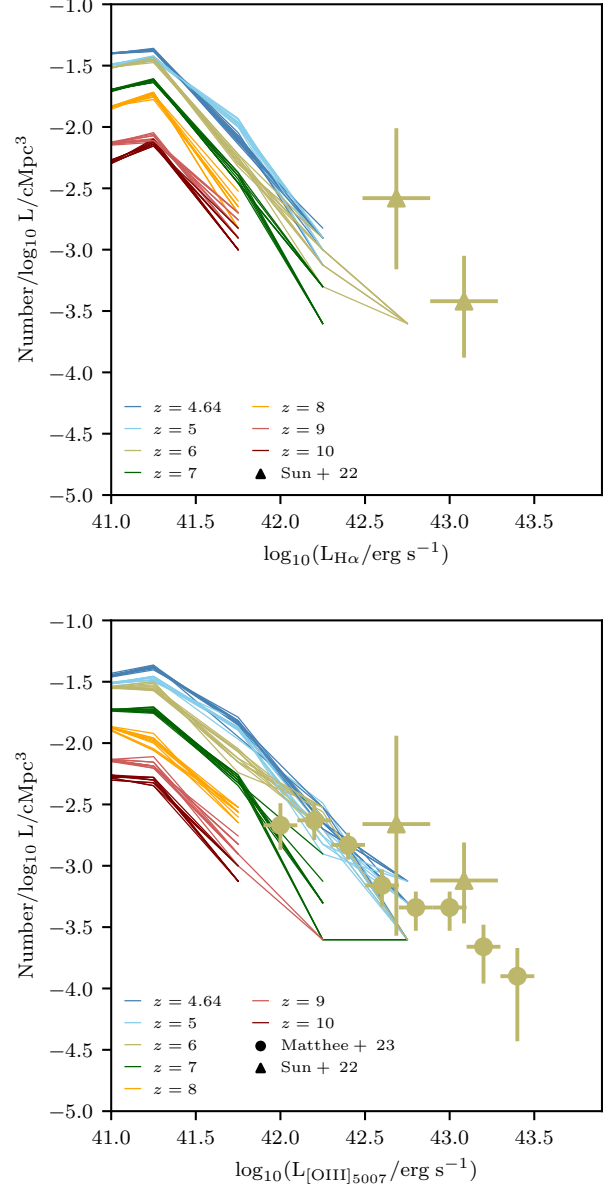 −1.0
−1.5
−2.0
−2.5
−3.0
−3.5
−4.0
−4.5
−5.0
Number/log₁₀ L/cMpc³
z = 4.64
z = 5
z = 6
z = 7
z = 8
z = 9
z = 10
Sun + 22
41.0 41.5 42.0 42.5 43.0 43.5
log₁₀(L_Hα/erg s⁻¹)
−1.0
−1.5
−2.0
−2.5
−3.0
−3.5
−4.0
−4.5
−5.0
Number/log₁₀ L/cMpc³
z = 4.64
z = 5
z = 6
z = 7
z = 8
z = 9
z = 10
Matthee + 23
Sun + 22
41.0 41.5 42.0 42.5 43.0 43.5
log₁₀(L_[OIII]₅₀₀₇/erg s⁻¹)